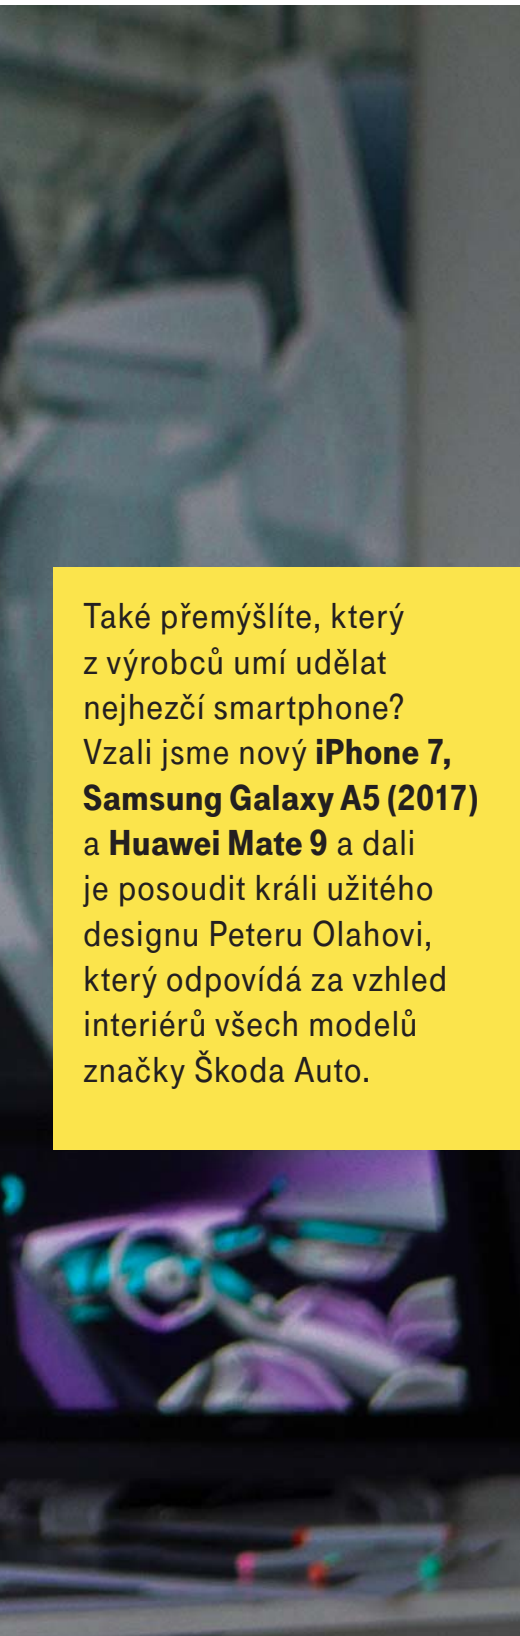 Také přemýšlíte, který
z výrobců umí udělat
nejhezčí smartphone?
Vzali jsme nový iPhone 7,
Samsung Galaxy A5 (2017)
a Huawei Mate 9 a dali
je posoudit králi užitého
designu Peteru Olahovi,
který odpovídá za vzhled
interiérů všech modelů
značky Škoda Auto.